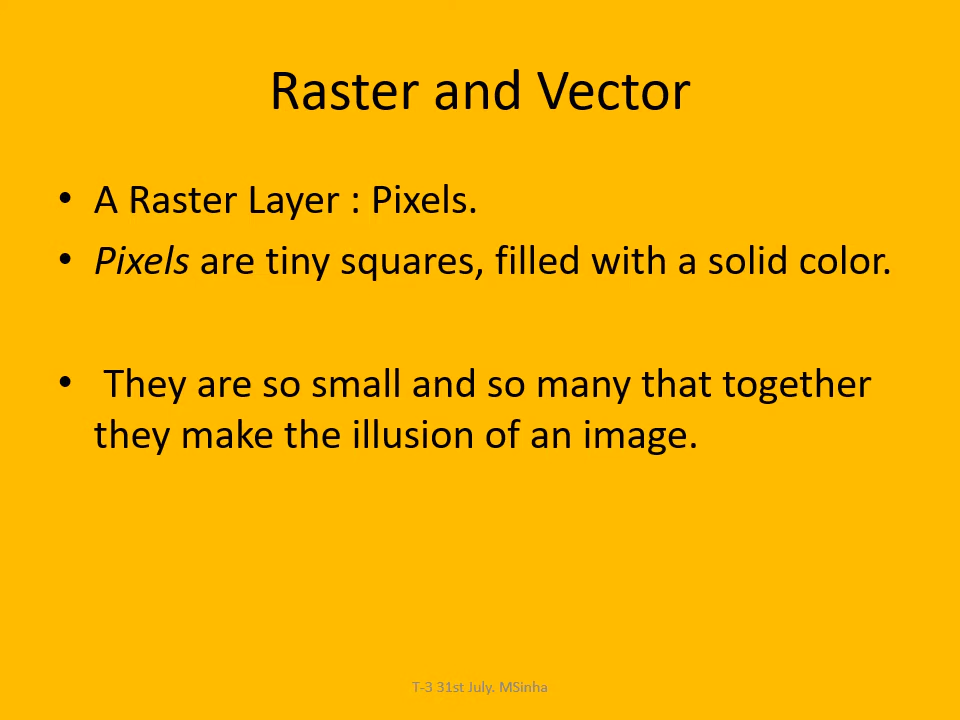 Raster and Vector
• A Raster Layer : Pixels.
• Pixels are tiny squares, filled with a solid color.
• They are so small and so many that together
they make the illusion of an image.
T-3 31st July. MSinha